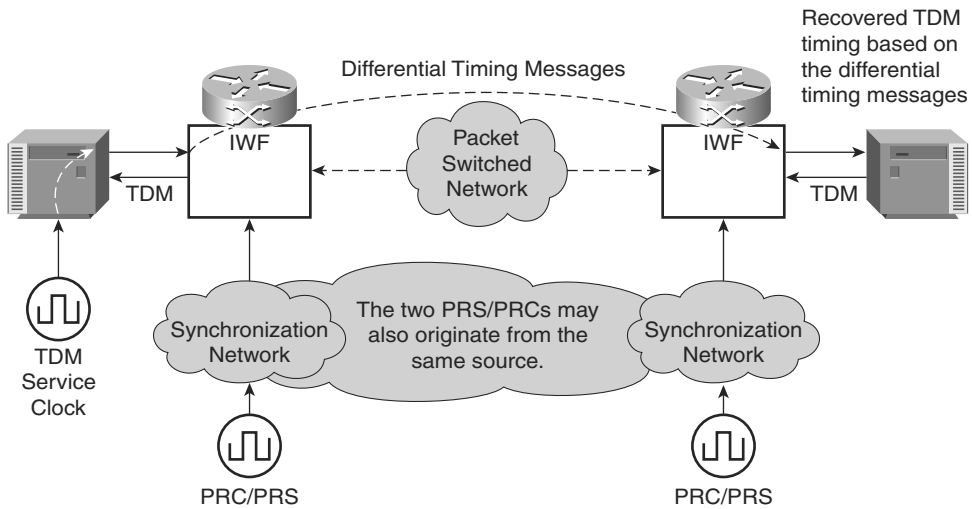 Recovered TDM
timing based on
the differential
timing messages
Differential Timing Messages
IWF
IWF
Packet
Switched
Network
TDM
TDM
The two PRS/PRCs may
also originate from the
same source.
Synchronization
Network
Synchronization
Network
TDM
Service
Clock
PRC/PRS
PRC/PRS